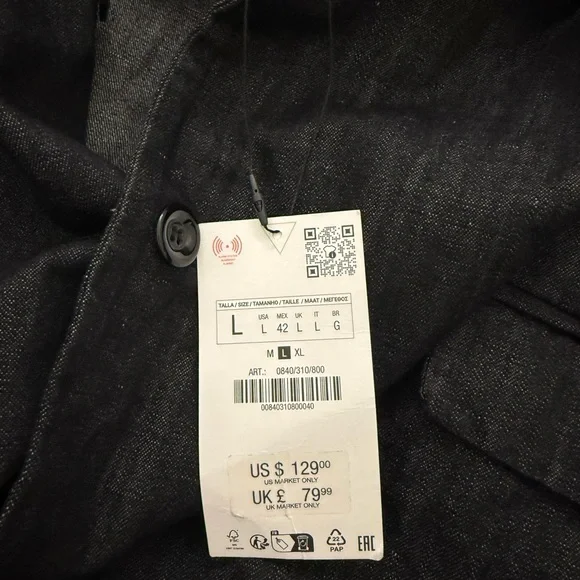 TALLA / SIZE / TAMANHO / TAILLE / MAAT / ΜΕΓΕΘΟΣ
L
USA MEX UK IT BR
L 42 L L G
M L XL
ART.: 0840/310/800
00840310800040
US $ 129.00
US MARKET ONLY
UK £ 79.99
UK MARKET ONLY
FSC
22
PAP
EAC